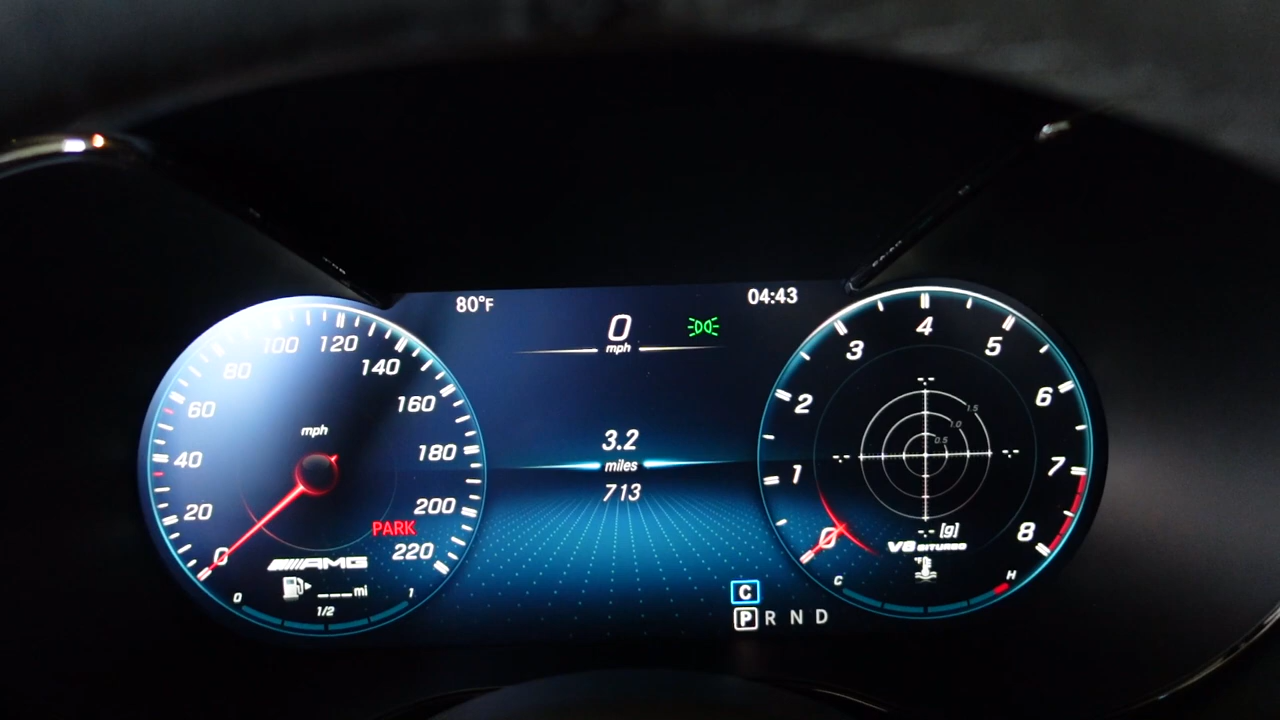 80°F
04:43
0
mph
3.2
miles
713
C
P R N D
mph
0
20
40
60
80
100
120
140
160
180
200
220
PARK
AMG
___mi
0
1/2
1
0
1
2
3
4
5
6
7
8
-.-
1.5
1.0
0.5
-.-
-.-
-.- [g]
V8 BITURBO
C
H